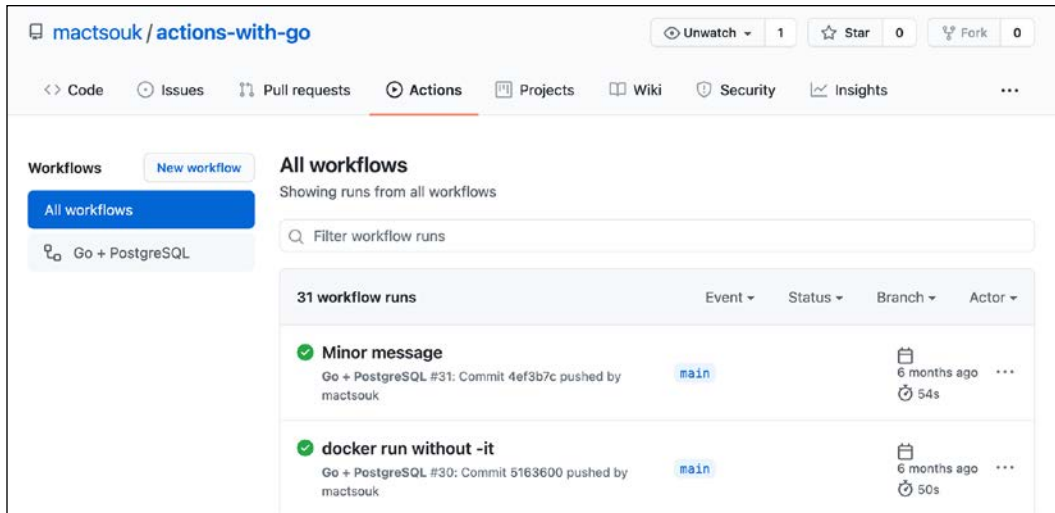 mactsouk / actions-with-go
Unwatch 1 Star 0 Fork 0
<> Code Issues Pull requests Actions Projects Wiki Security Insights ...
Workflows New workflow
All workflows
Go + PostgreSQL
All workflows
Showing runs from all workflows
Filter workflow runs
31 workflow runs Event Status Branch Actor
Minor message
Go + PostgreSQL #31: Commit 4ef3b7c pushed by
mactsouk
main
6 months ago ...
54s
docker run without -it
Go + PostgreSQL #30: Commit 5163600 pushed by
mactsouk
main
6 months ago ...
50s